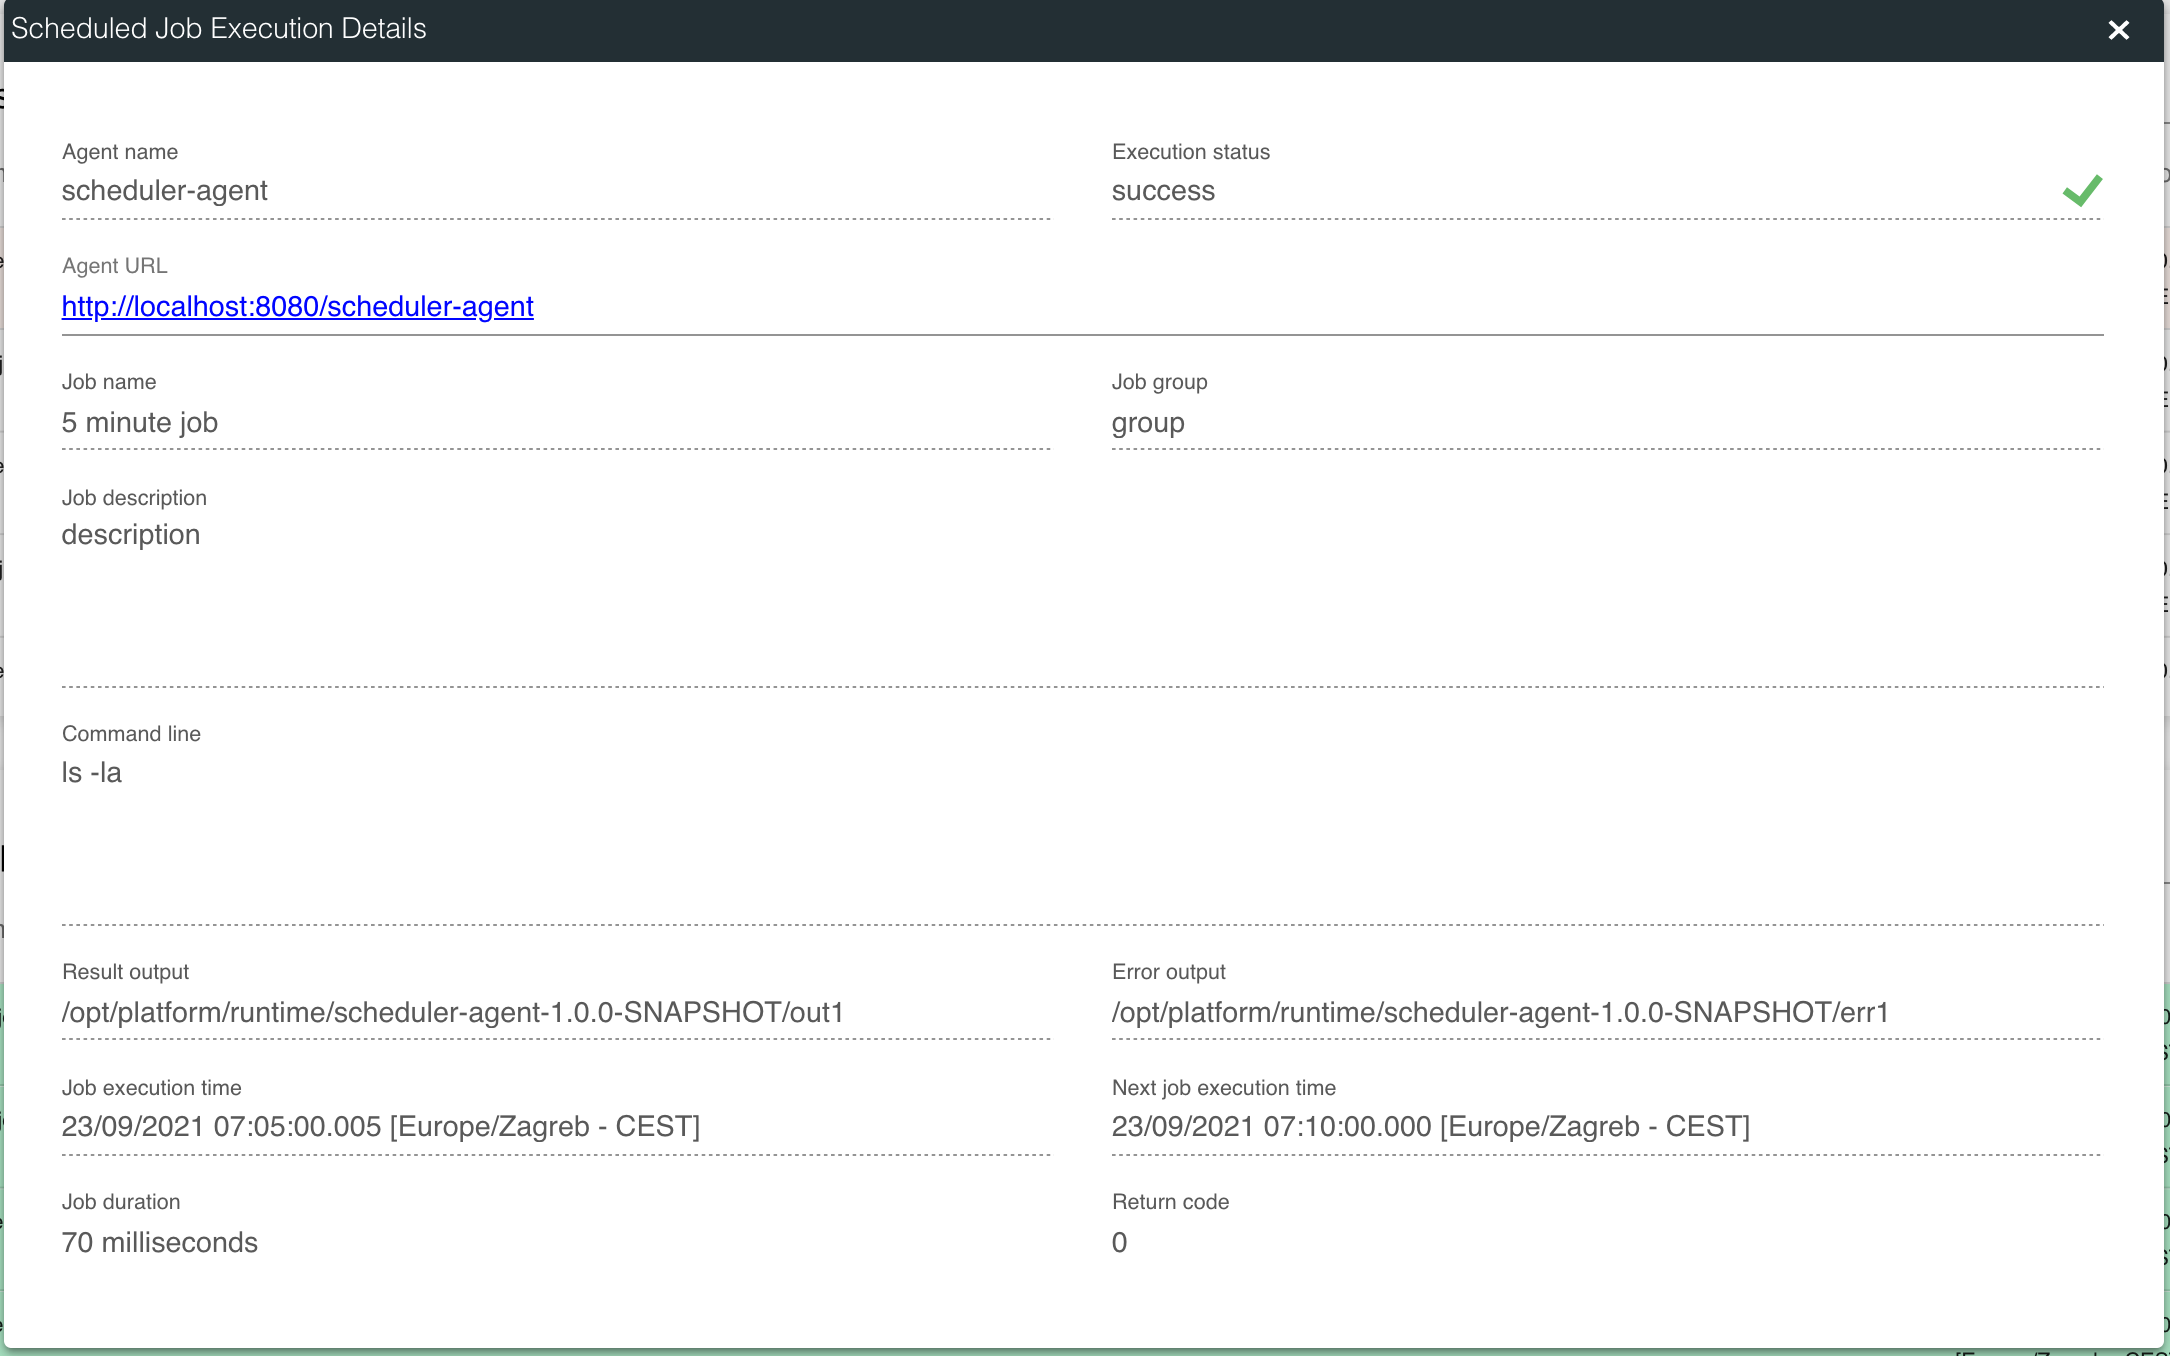 Scheduled Job Execution Details
Agent name
scheduler-agent
Execution status
success
Agent URL
http://localhost:8080/scheduler-agent
Job name
5 minute job
Job group
group
Job description
description
Command line
ls -la
Result output
/opt/platform/runtime/scheduler-agent-1.0.0-SNAPSHOT/out1
Error output
/opt/platform/runtime/scheduler-agent-1.0.0-SNAPSHOT/err1
Job execution time
23/09/2021 07:05:00.005 [Europe/Zagreb - CEST]
Next job execution time
23/09/2021 07:10:00.000 [Europe/Zagreb - CEST]
Job duration
70 milliseconds
Return code
0